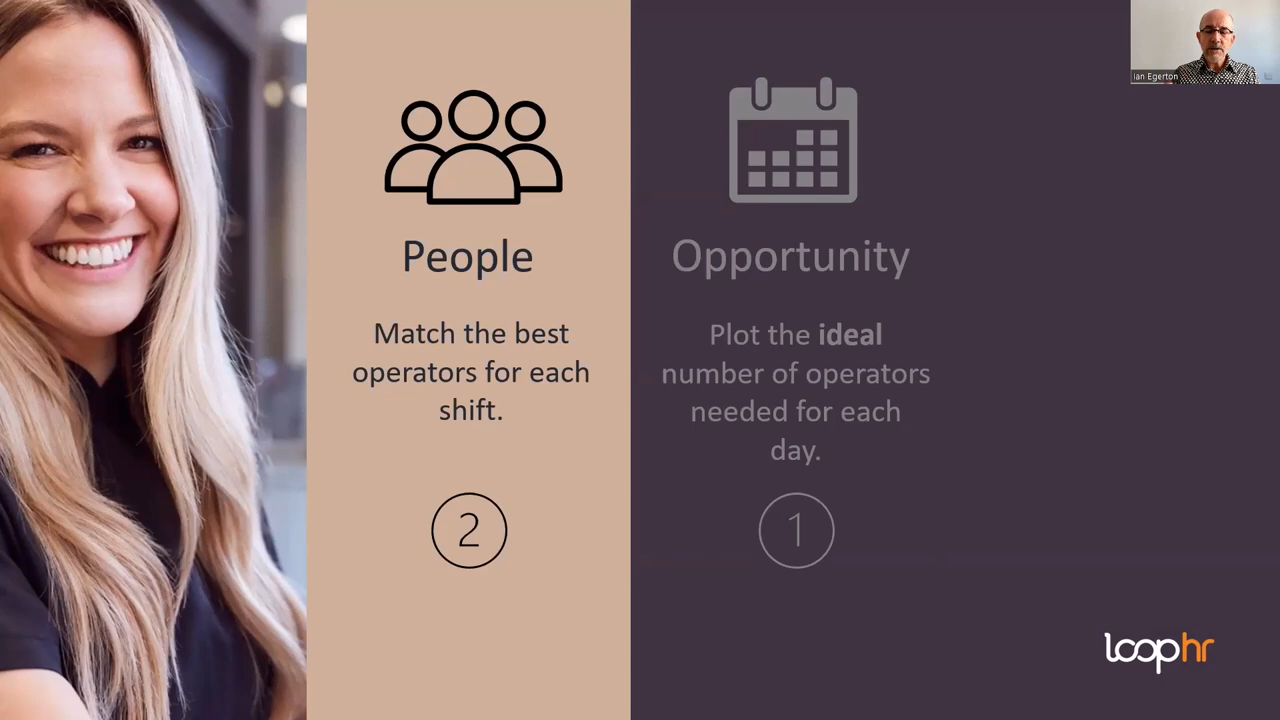 Ian Egerton
People
Match the best
operators for each
shift.
2
Opportunity
Plot the ideal
number of operators
needed for each
day.
1
loophr